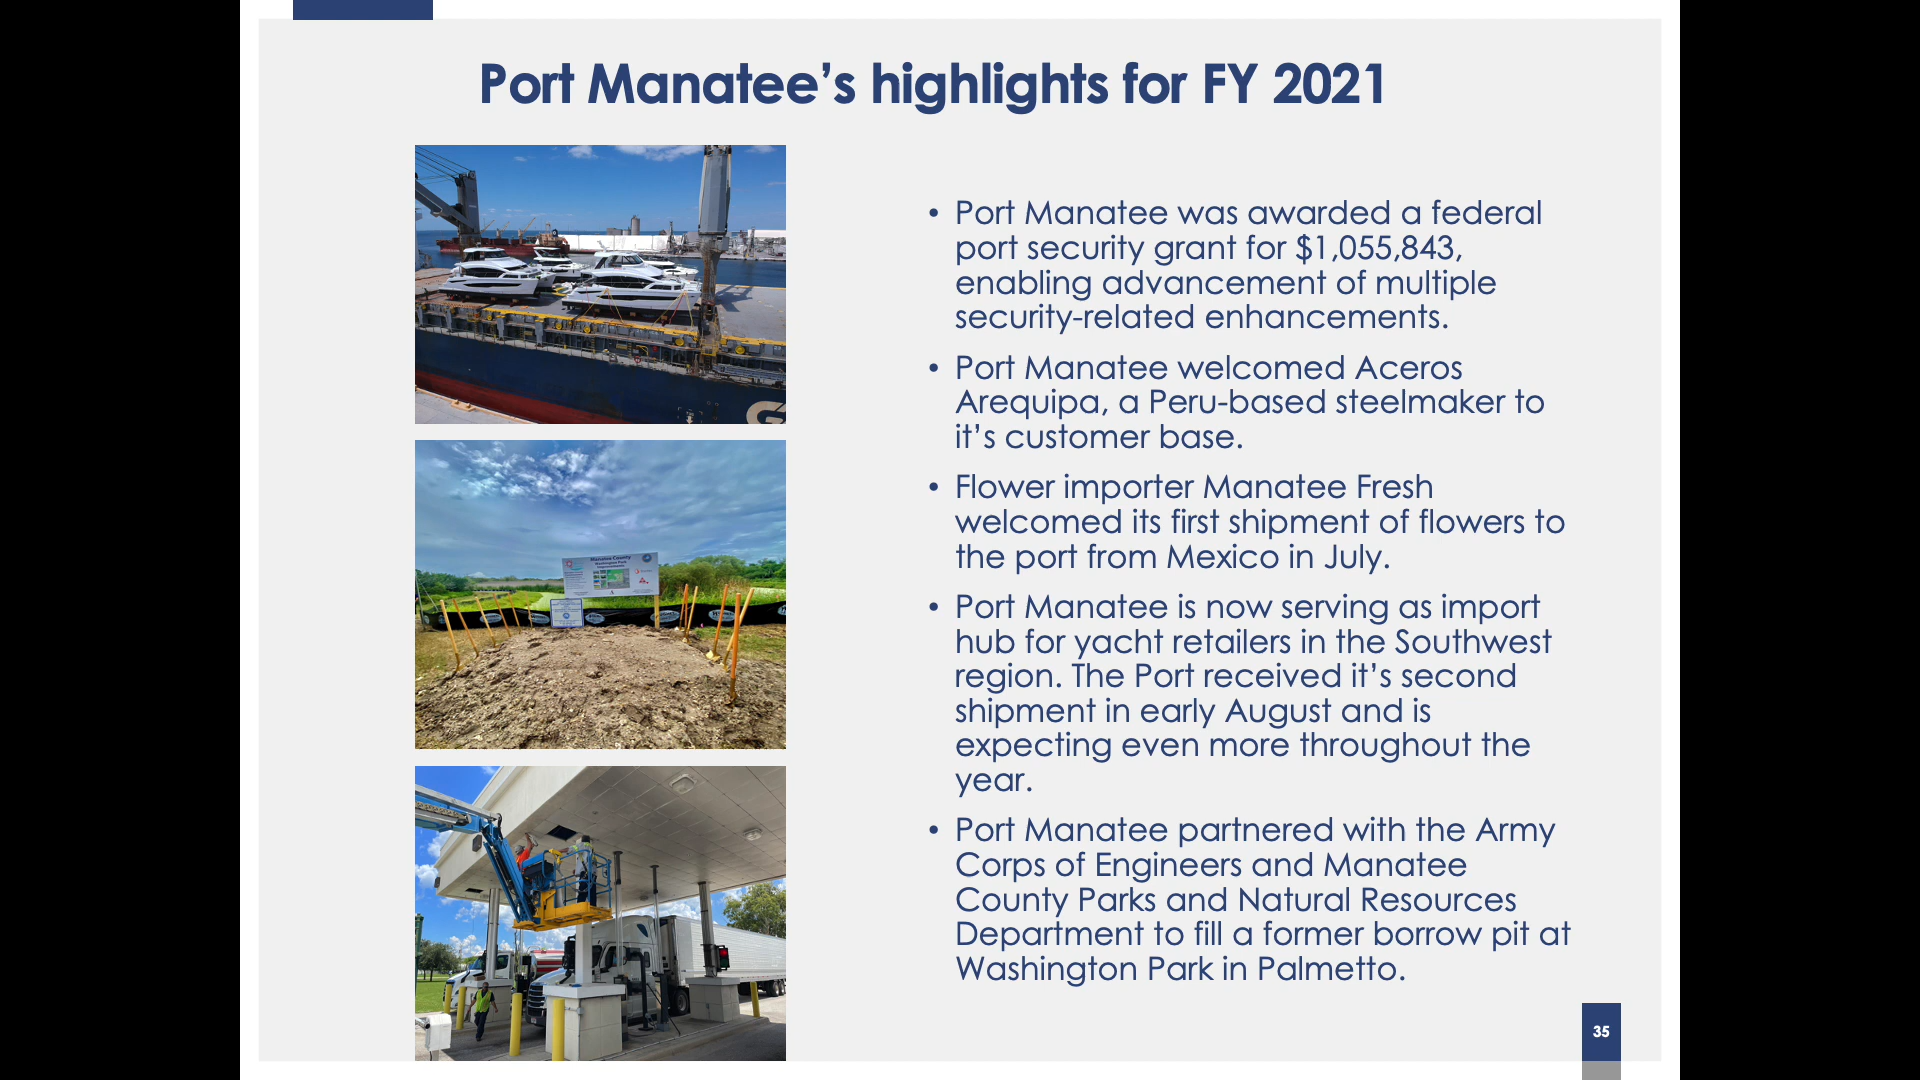 Port Manatee’s highlights for FY 2021
• Port Manatee was awarded a federal
port security grant for $1,055,843,
enabling advancement of multiple
security-related enhancements.
• Port Manatee welcomed Aceros
Arequipa, a Peru-based steelmaker to
it’s customer base.
• Flower importer Manatee Fresh
welcomed its first shipment of flowers to
the port from Mexico in July.
• Port Manatee is now serving as import
hub for yacht retailers in the Southwest
region. The Port received it’s second
shipment in early August and is
expecting even more throughout the
year.
• Port Manatee partnered with the Army
Corps of Engineers and Manatee
County Parks and Natural Resources
Department to fill a former borrow pit at
Washington Park in Palmetto.
Manatee County
Washington Park
35